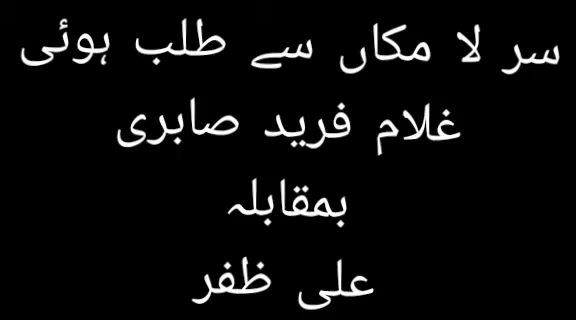 سر لا مکاں سے طلب ہوئی
غلام فرید صابری
بمقابلہ
علی ظفر